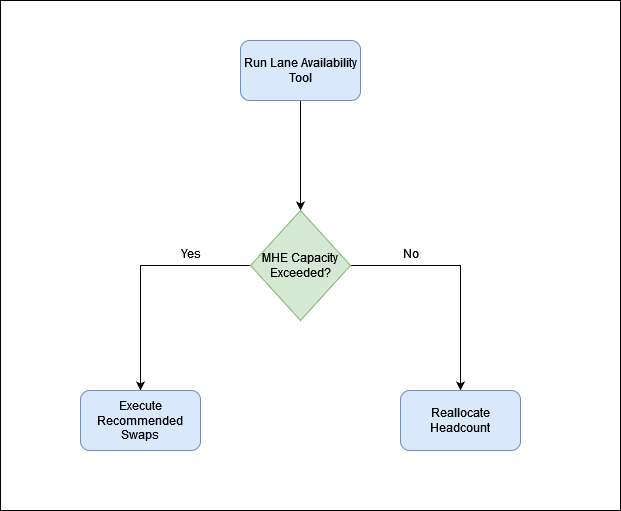 Run Lane Availability
Tool
MHE Capacity
Exceeded?
Yes
No
Execute
Recommended
Swaps
Reallocate
Headcount